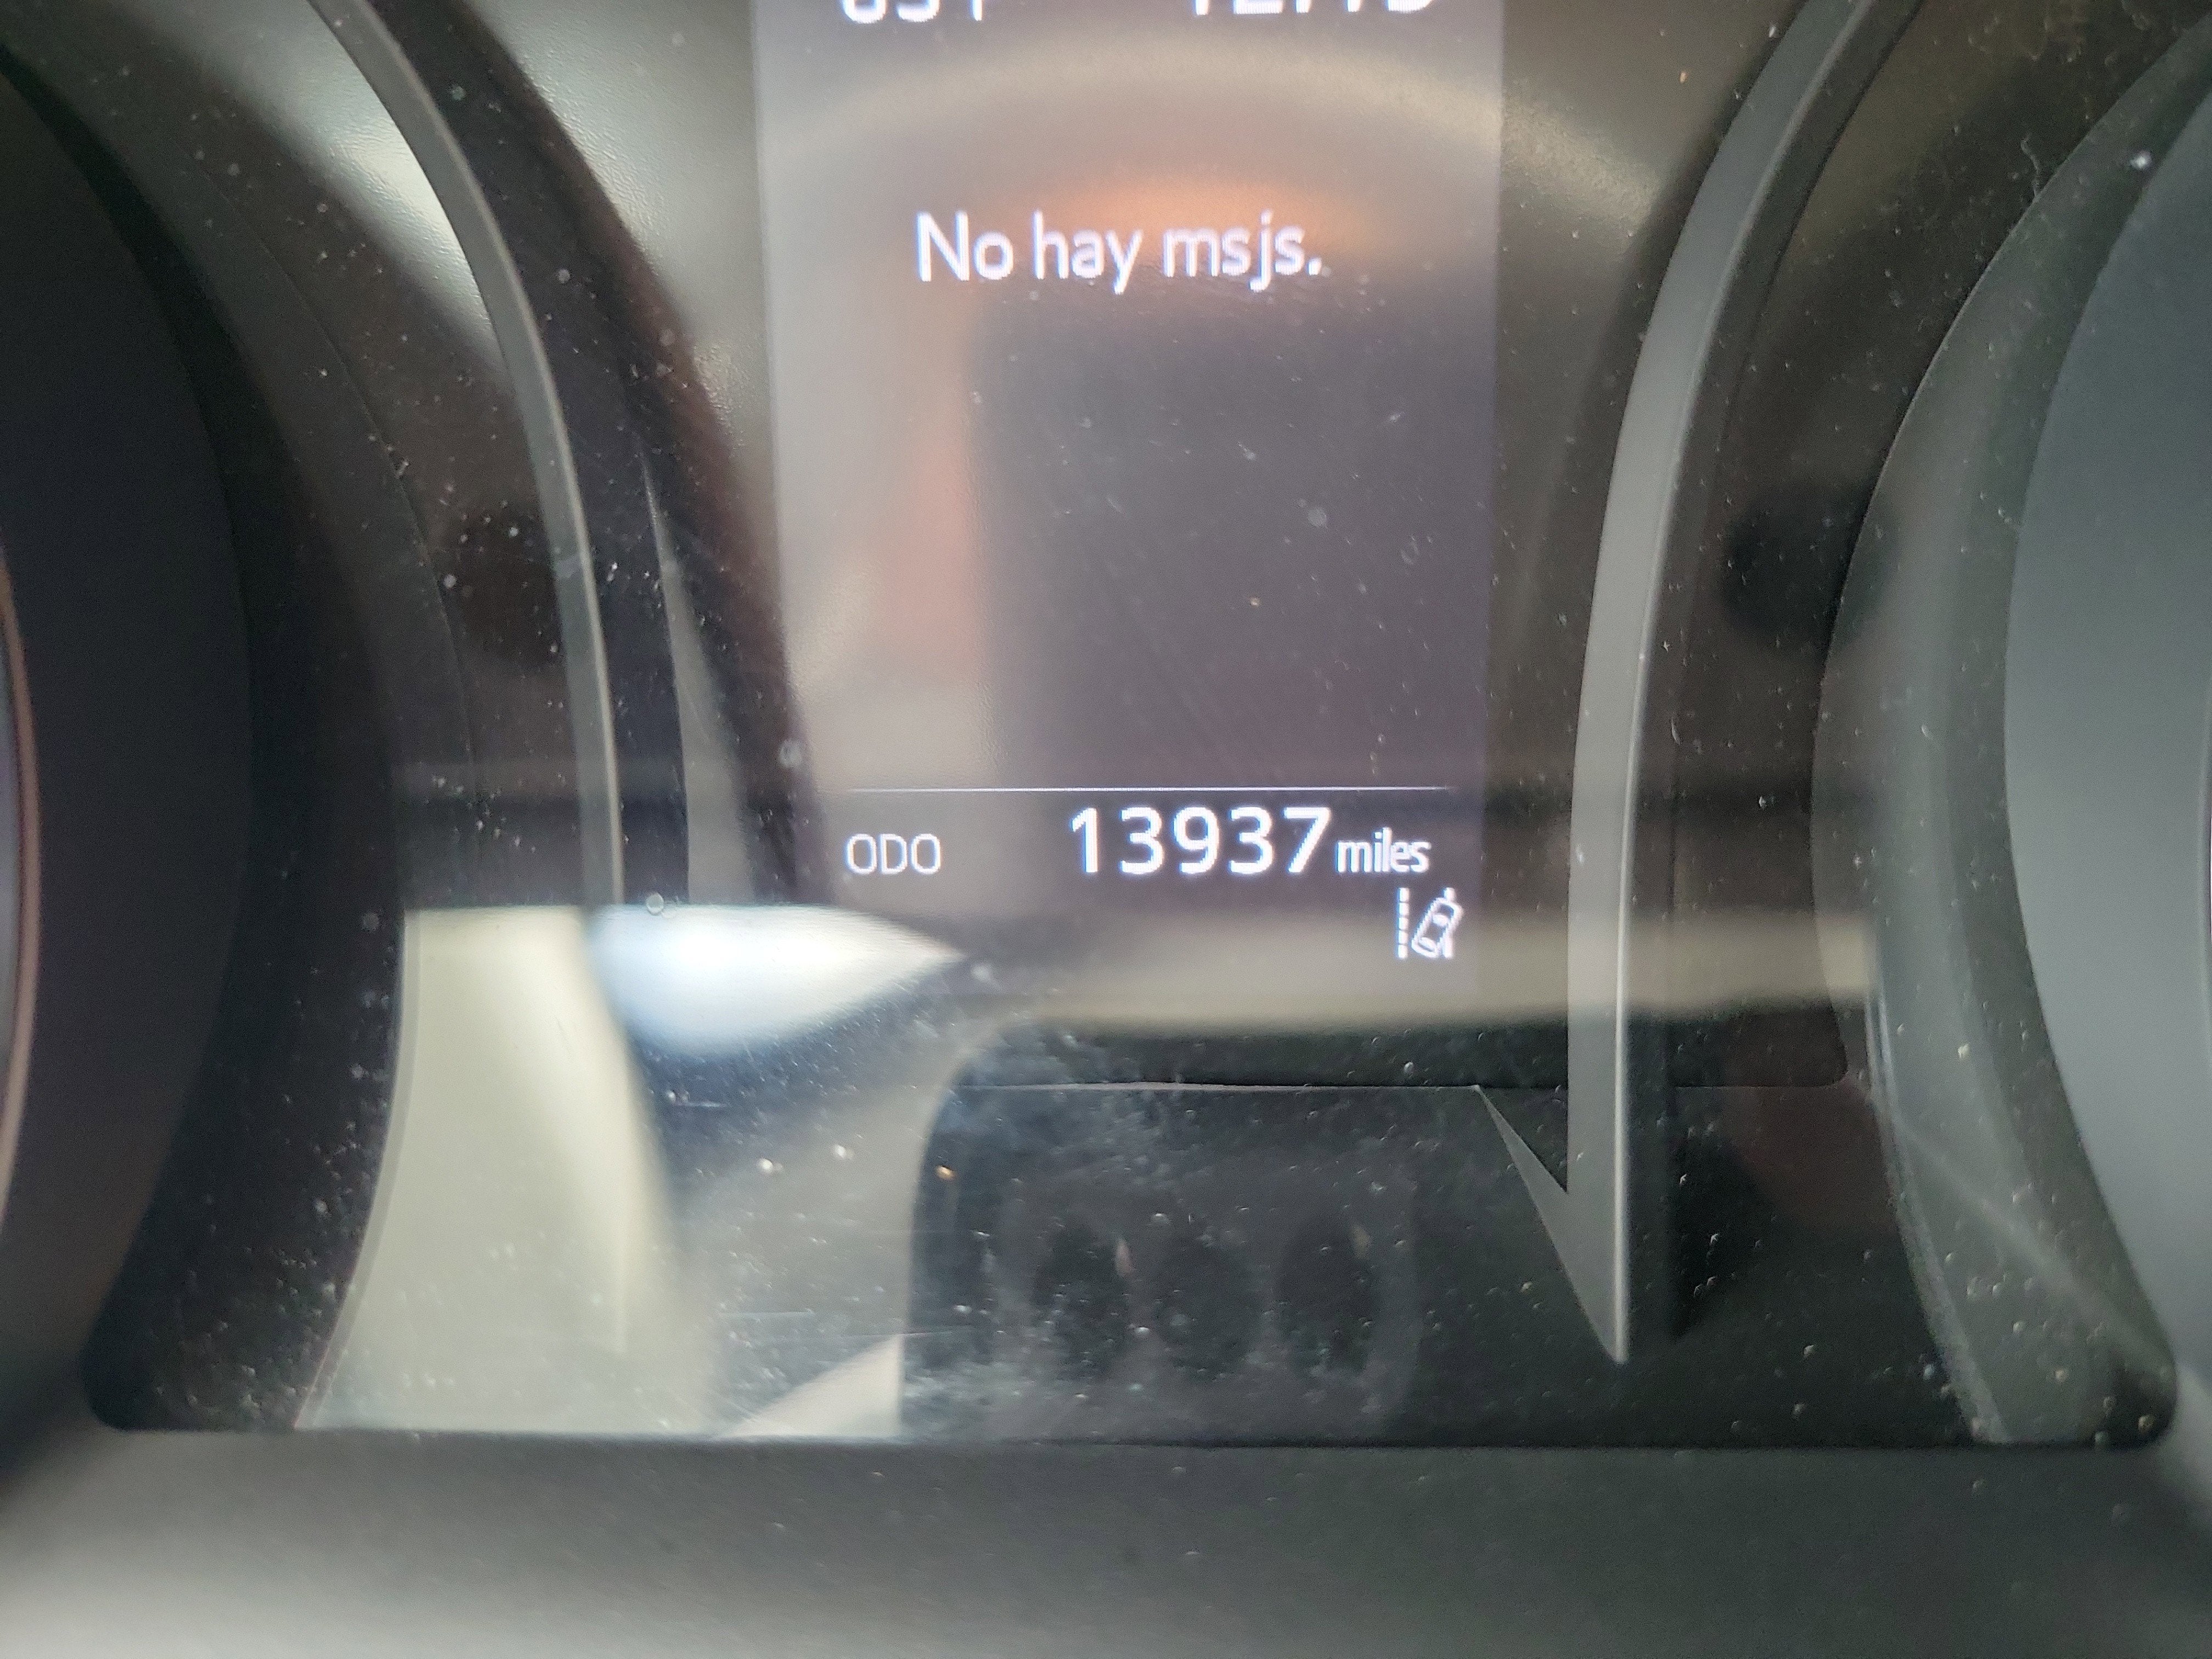 No hay msjs.
ODO 13937 miles